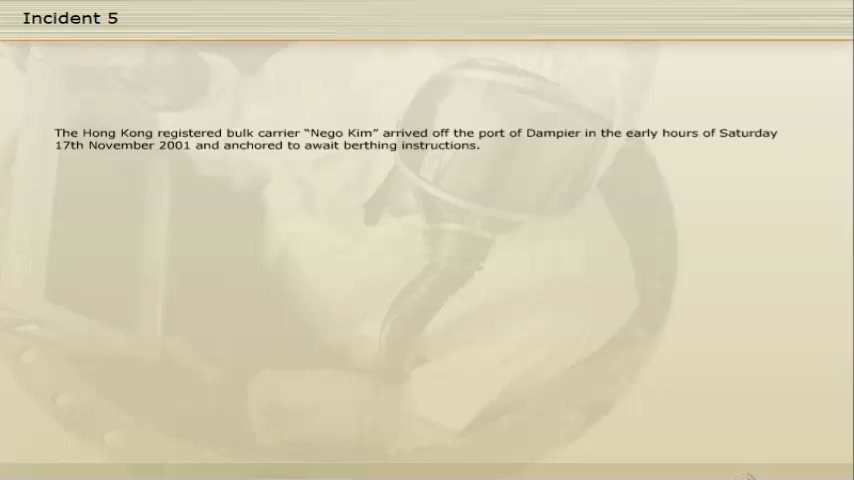 Incident 5
The Hong Kong registered bulk carrier “Nego Kim” arrived off the port of Dampier in the early hours of Saturday
17th November 2001 and anchored to await berthing instructions.